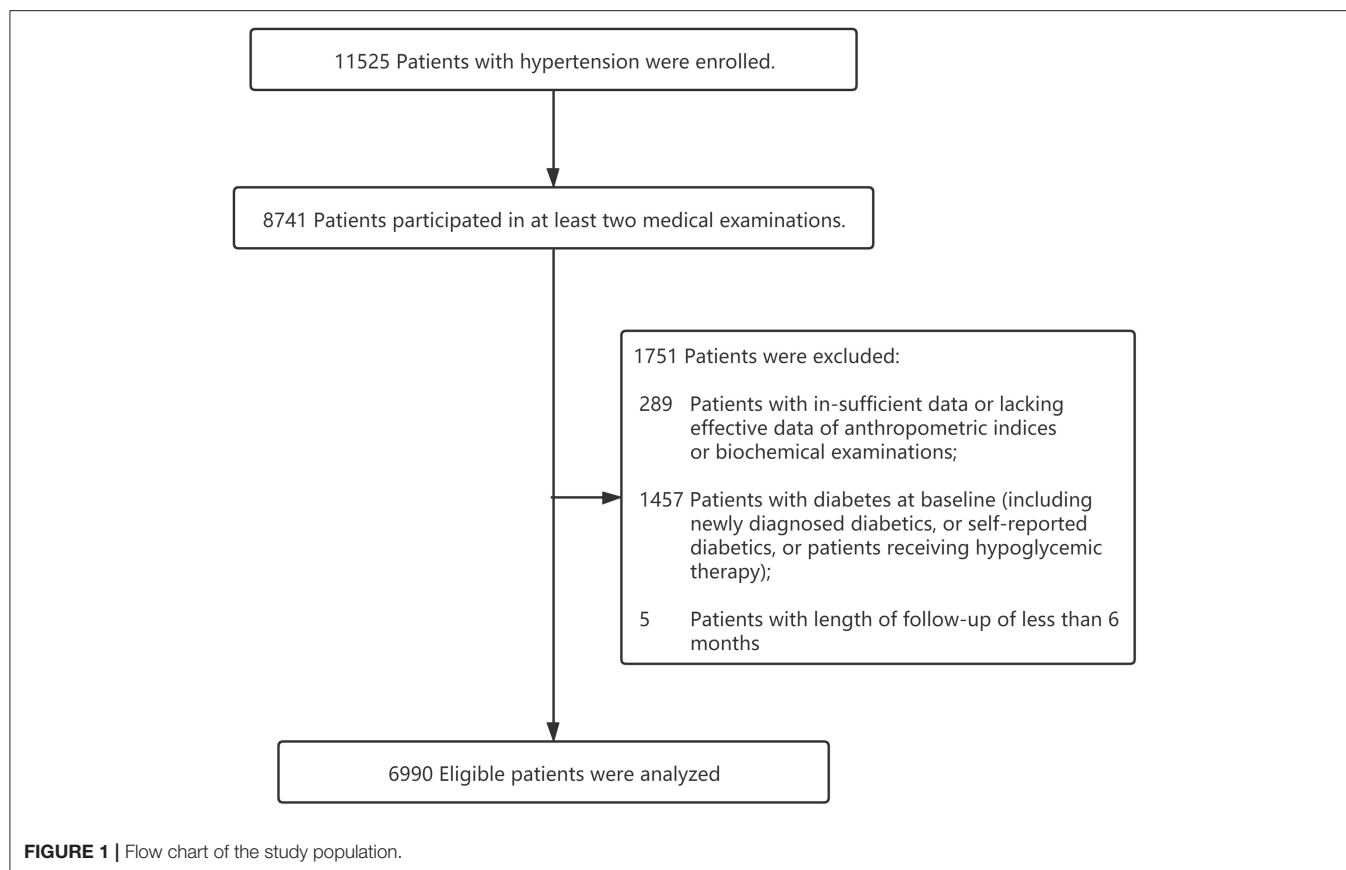 11525 Patients with hypertension were enrolled.
8741 Patients participated in at least two medical examinations.
1751 Patients were excluded:
289 Patients with in-sufficient data or lacking
effective data of anthropometric indices
or biochemical examinations;
1457 Patients with diabetes at baseline (including
newly diagnosed diabetics, or self-reported
diabetics, or patients receiving hypoglycemic
therapy);
5 Patients with length of follow-up of less than 6
months
6990 Eligible patients were analyzed
FIGURE 1 | Flow chart of the study population.